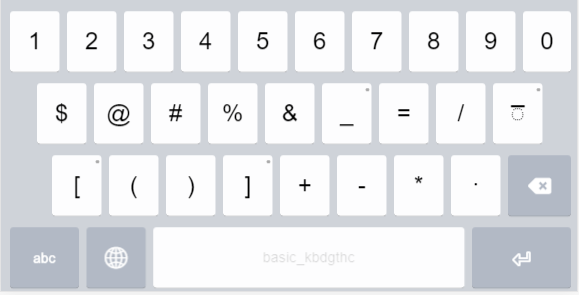 1 2 3 4 5 6 7 8 9 0
$ @ # % & _ = / ◌̅
[ ( ) ] + - * ·
abc basic_kbdgthc